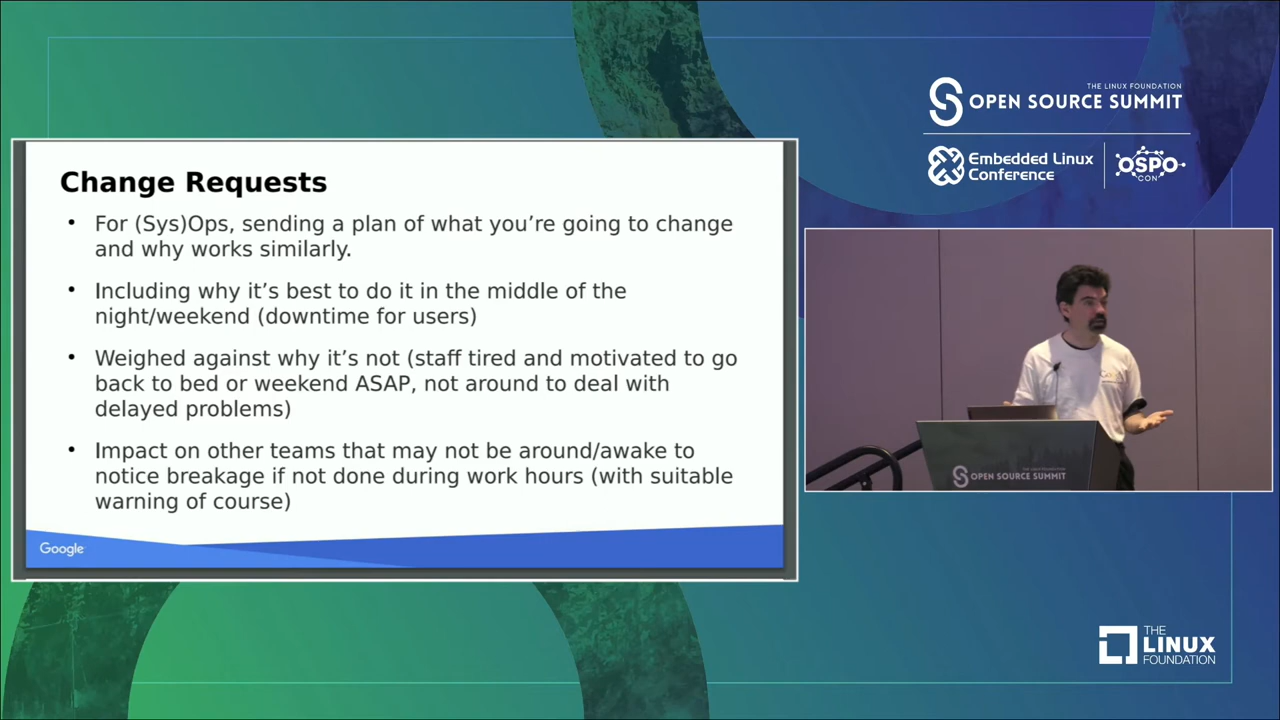 THE LINUX FOUNDATION
OPEN SOURCE SUMMIT
Embedded Linux
Conference
OSPO
CON
Change Requests
• For (Sys)Ops, sending a plan of what you’re going to change
and why works similarly.
• Including why it’s best to do it in the middle of the
night/weekend (downtime for users)
• Weighed against why it’s not (staff tired and motivated to go
back to bed or weekend ASAP, not around to deal with
delayed problems)
• Impact on other teams that may not be around/awake to
notice breakage if not done during work hours (with suitable
warning of course)
Google
OPEN SOURCE SUMMIT
THE
LINUX
FOUNDATION